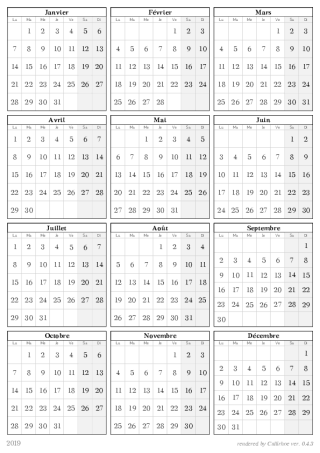 Janvier
Lu Ma Me Je Ve Sa Di
1 2 3 4 5 6
7 8 9 10 11 12 13
14 15 16 17 18 19 20
21 22 23 24 25 26 27
28 29 30 31
Février
Lu Ma Me Je Ve Sa Di
1 2 3
4 5 6 7 8 9 10
11 12 13 14 15 16 17
18 19 20 21 22 23 24
25 26 27 28
Mars
Lu Ma Me Je Ve Sa Di
1 2 3
4 5 6 7 8 9 10
11 12 13 14 15 16 17
18 19 20 21 22 23 24
25 26 27 28 29 30 31
Avril
Lu Ma Me Je Ve Sa Di
1 2 3 4 5 6 7
8 9 10 11 12 13 14
15 16 17 18 19 20 21
22 23 24 25 26 27 28
29 30
Mai
Lu Ma Me Je Ve Sa Di
1 2 3 4 5
6 7 8 9 10 11 12
13 14 15 16 17 18 19
20 21 22 23 24 25 26
27 28 29 30 31
Juin
Lu Ma Me Je Ve Sa Di
1 2
3 4 5 6 7 8 9
10 11 12 13 14 15 16
17 18 19 20 21 22 23
24 25 26 27 28 29 30
Juillet
Lu Ma Me Je Ve Sa Di
1 2 3 4 5 6 7
8 9 10 11 12 13 14
15 16 17 18 19 20 21
22 23 24 25 26 27 28
29 30 31
Août
Lu Ma Me Je Ve Sa Di
1 2 3 4
5 6 7 8 9 10 11
12 13 14 15 16 17 18
19 20 21 22 23 24 25
26 27 28 29 30 31
Septembre
Lu Ma Me Je Ve Sa Di
1
2 3 4 5 6 7 8
9 10 11 12 13 14 15
16 17 18 19 20 21 22
23 24 25 26 27 28 29
30
Octobre
Lu Ma Me Je Ve Sa Di
1 2 3 4 5 6
7 8 9 10 11 12 13
14 15 16 17 18 19 20
21 22 23 24 25 26 27
28 29 30 31
Novembre
Lu Ma Me Je Ve Sa Di
1 2 3
4 5 6 7 8 9 10
11 12 13 14 15 16 17
18 19 20 21 22 23 24
25 26 27 28 29 30
Décembre
Lu Ma Me Je Ve Sa Di
1
2 3 4 5 6 7 8
9 10 11 12 13 14 15
16 17 18 19 20 21 22
23 24 25 26 27 28 29
30 31
2019
rendered by Calkrême ver.